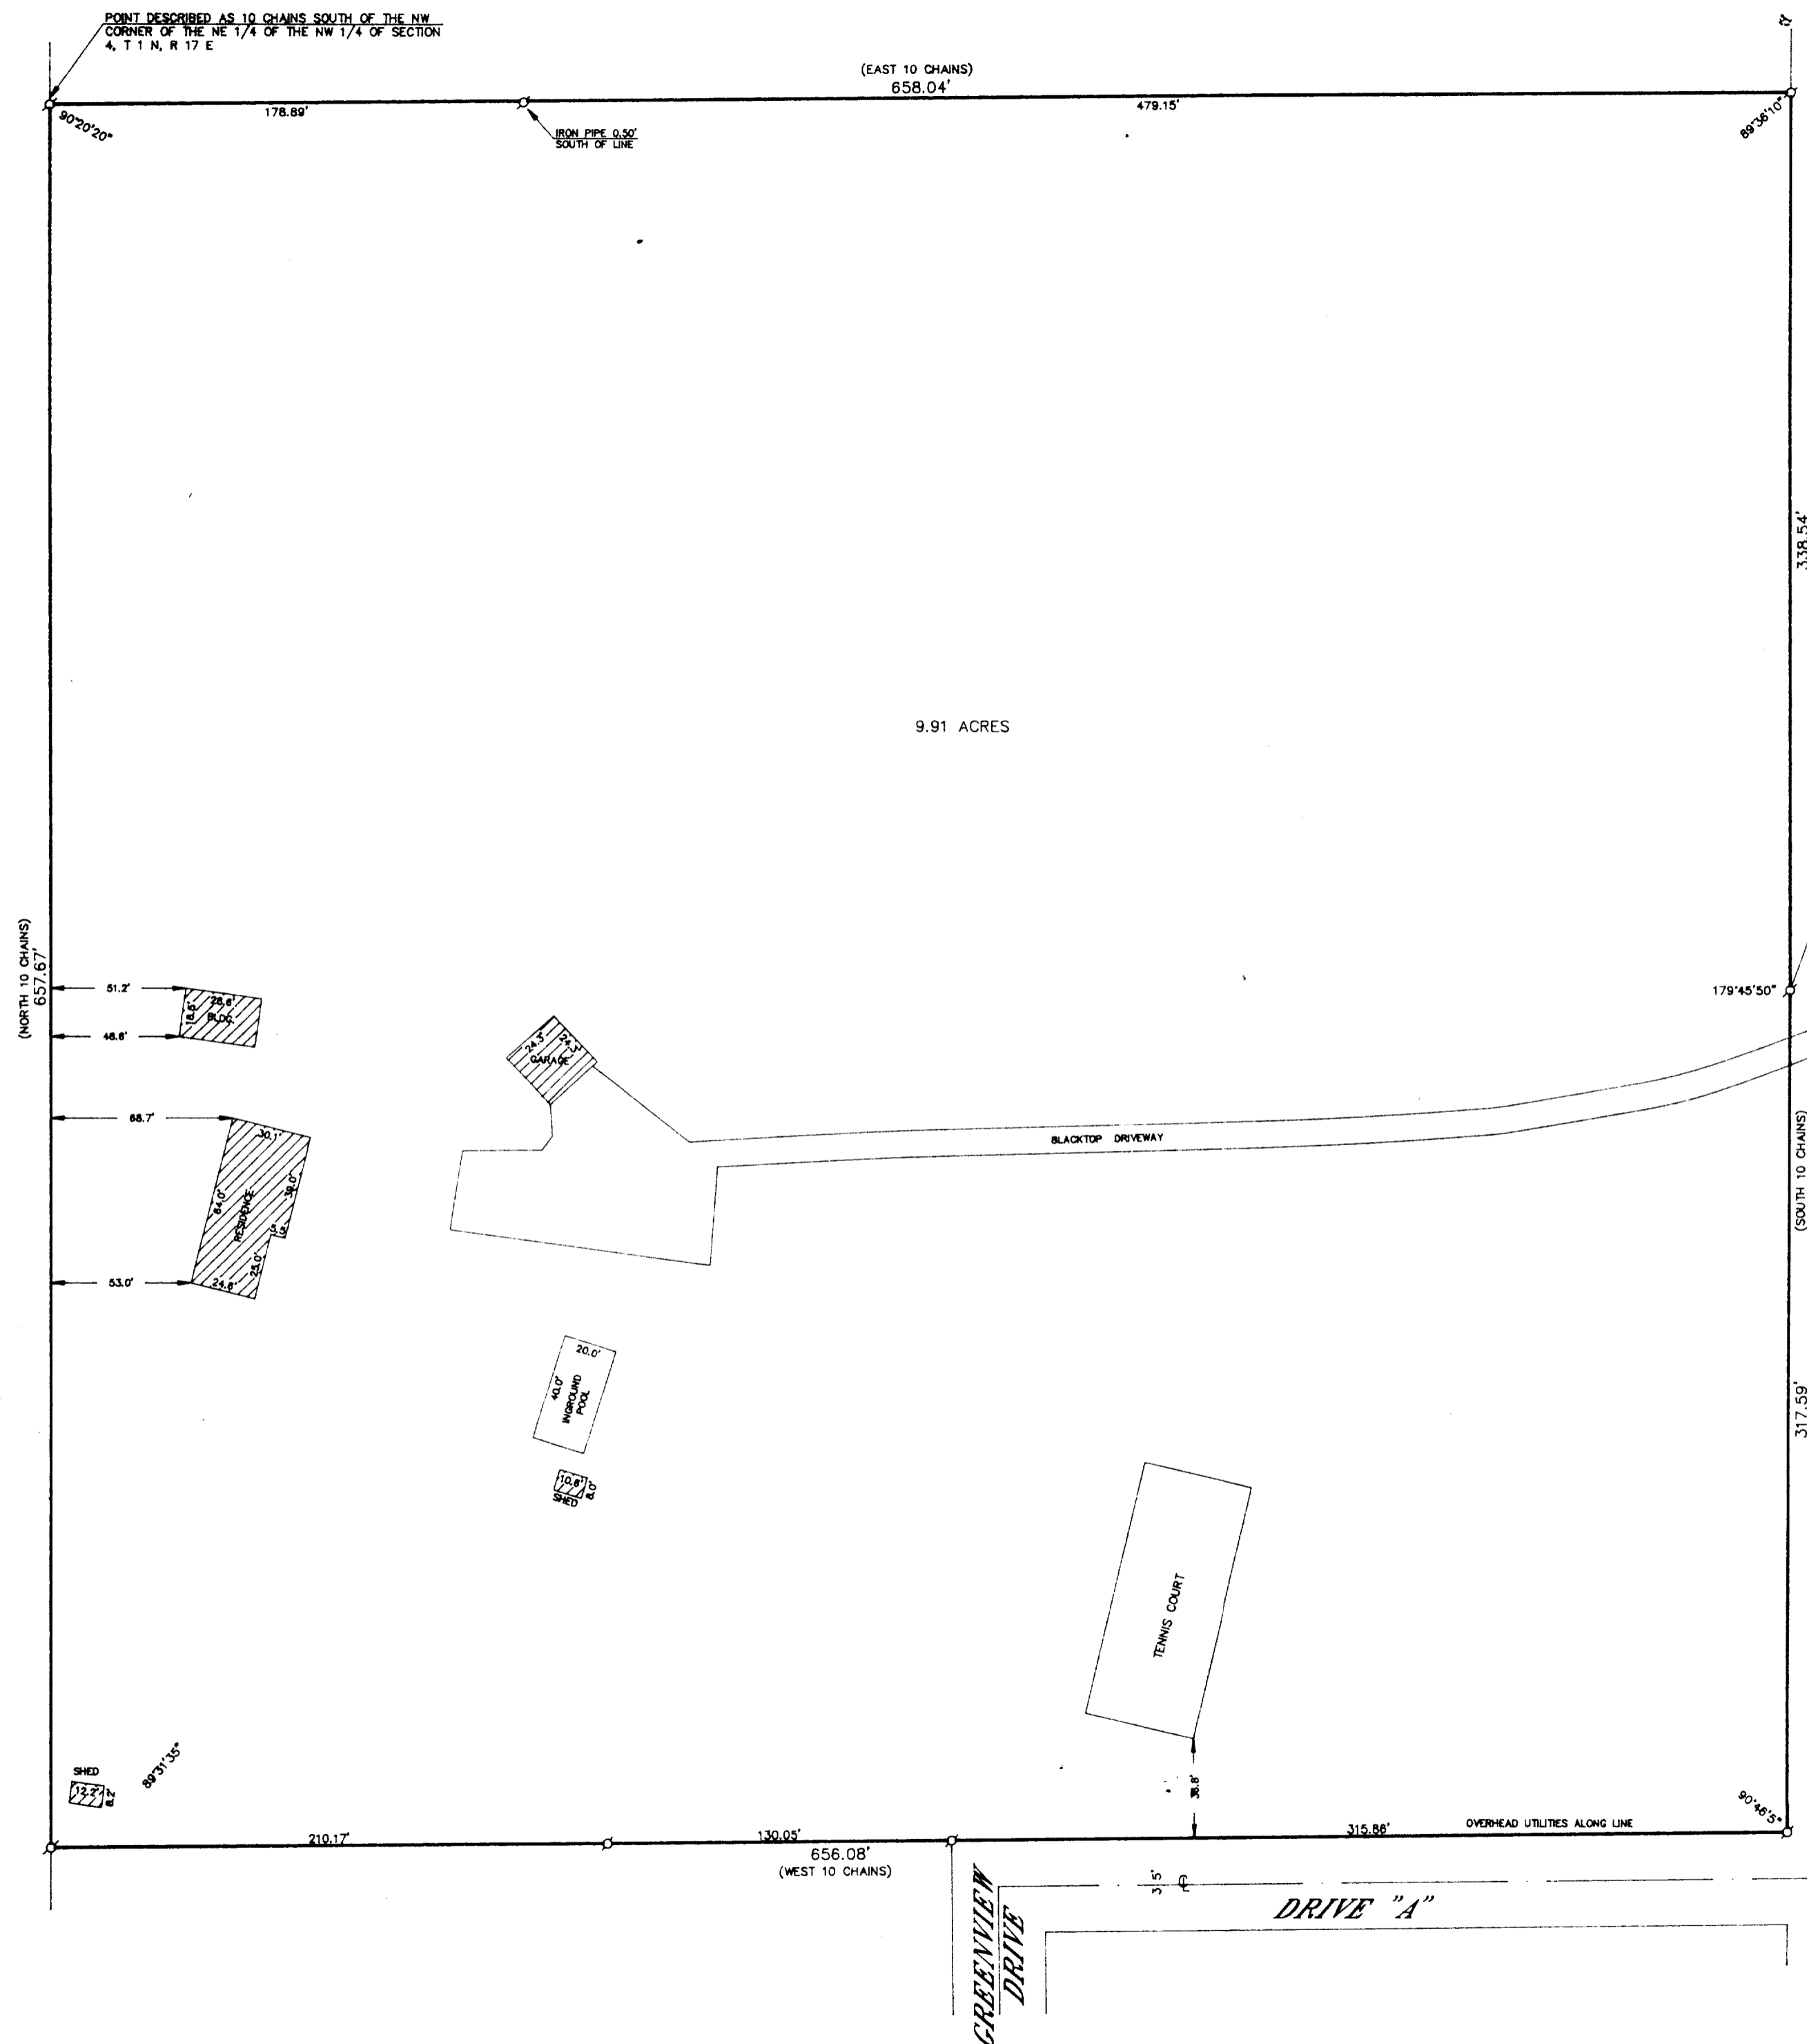 POINT DESCRIBED AS 10 CHAINS SOUTH OF THE NW
CORNER OF THE NE 1/4 OF THE NW 1/4 OF SECTION
4, T 1 N, R 17 E
(EAST 10 CHAINS)
658.04'
178.89'
479.15'
90°20'20"
89°36'10"
IRON PIPE 0.50'
SOUTH OF LINE
338.54'
9.91 ACRES
(NORTH 10 CHAINS)
657.67'
51.2'
26.6'
18.6'
BLDG.
48.6'
179°45'50"
24.3'
24.3'
GARAGE
68.7'
30.1'
39.0'
64.0'
RESIDENCE
5.5'
25.0'
24.6'
53.0'
BLACKTOP DRIVEWAY
(SOUTH 10 CHAINS)
317.59'
20.0'
40.0'
INGROUND
POOL
10.6'
8.0'
SHED
TENNIS COURT
38.8'
SHED
12.2'
8.2'
89°31'35"
90°46'5"
210.17'
130.05'
315.86'
OVERHEAD UTILITIES ALONG LINE
656.08'
(WEST 10 CHAINS)
GREENVIEW
DRIVE
DRIVE "A"